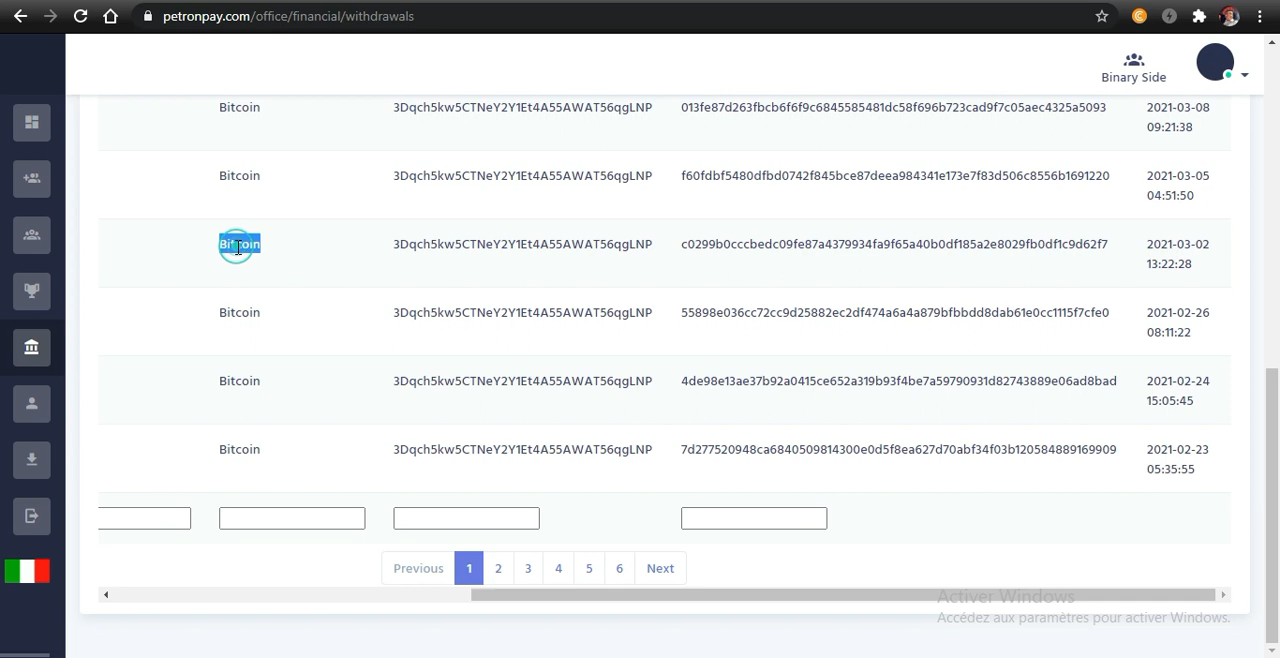 petronpay.com/office/financial/withdrawals
Binary Side
Bitcoin 3Dqch5kw5CTNeY2Y1Et4A55AWAT56qgLNP 013fe87d263fbcb6f6f9c6845585481dc58f696b723cad9f7c05aec4325a5093 2021-03-08
09:21:38
Bitcoin 3Dqch5kw5CTNeY2Y1Et4A55AWAT56qgLNP f60fdbf5480dfbd0742f845bce87deea984341e173e7f83d506c8556b1691220 2021-03-05
04:51:50
Bitcoin 3Dqch5kw5CTNeY2Y1Et4A55AWAT56qgLNP c0299b0cccbedc09fe87a4379934fa9f65a40b0df185a2e8029fb0df1c9d62f7 2021-03-02
13:22:28
Bitcoin 3Dqch5kw5CTNeY2Y1Et4A55AWAT56qgLNP 55898e036cc72cc9d25882ec2df474a6a4a879bfbbdd8dab61e0cc1115f7cfe0 2021-02-26
08:11:22
Bitcoin 3Dqch5kw5CTNeY2Y1Et4A55AWAT56qgLNP 4de98e13ae37b92a0415ce652a319b93f4be7a59790931d82743889e06ad8bad 2021-02-24
15:05:45
Bitcoin 3Dqch5kw5CTNeY2Y1Et4A55AWAT56qgLNP 7d277520948ca6840509814300e0d5f8ea627d70abf34f03b120584889169909 2021-02-23
05:35:55
Previous 1 2 3 4 5 6 Next
Activer Windows
Accédez aux paramètres pour activer Windows.